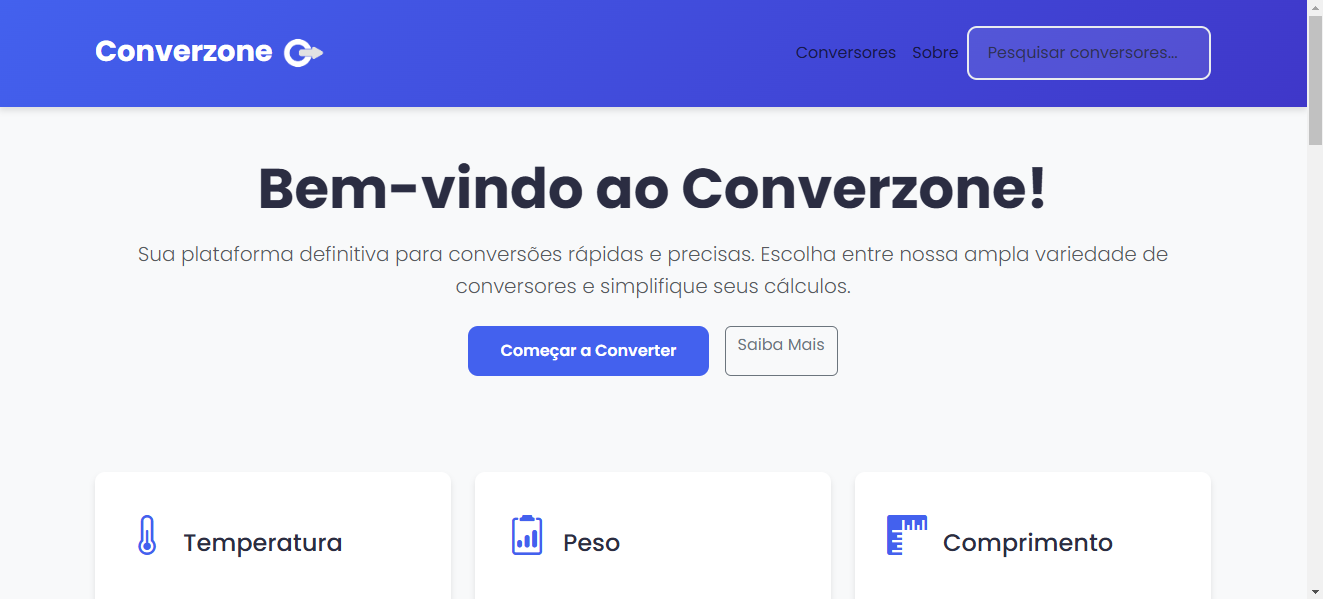 Converzone
Conversores Sobre Pesquisar conversores...
Bem-vindo ao Converzone!
Sua plataforma definitiva para conversões rápidas e precisas. Escolha entre nossa ampla variedade de
conversores e simplifique seus cálculos.
Começar a Converter
Saiba Mais
Temperatura
Peso
Comprimento